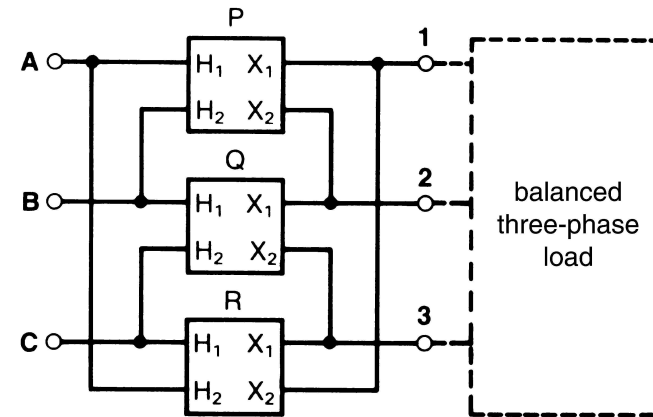 P
1
A
H₁ X₁
H₂ X₂
Q
2
B
H₁ X₁
H₂ X₂
balanced
three-phase
load
R
3
C
H₁ X₁
H₂ X₂